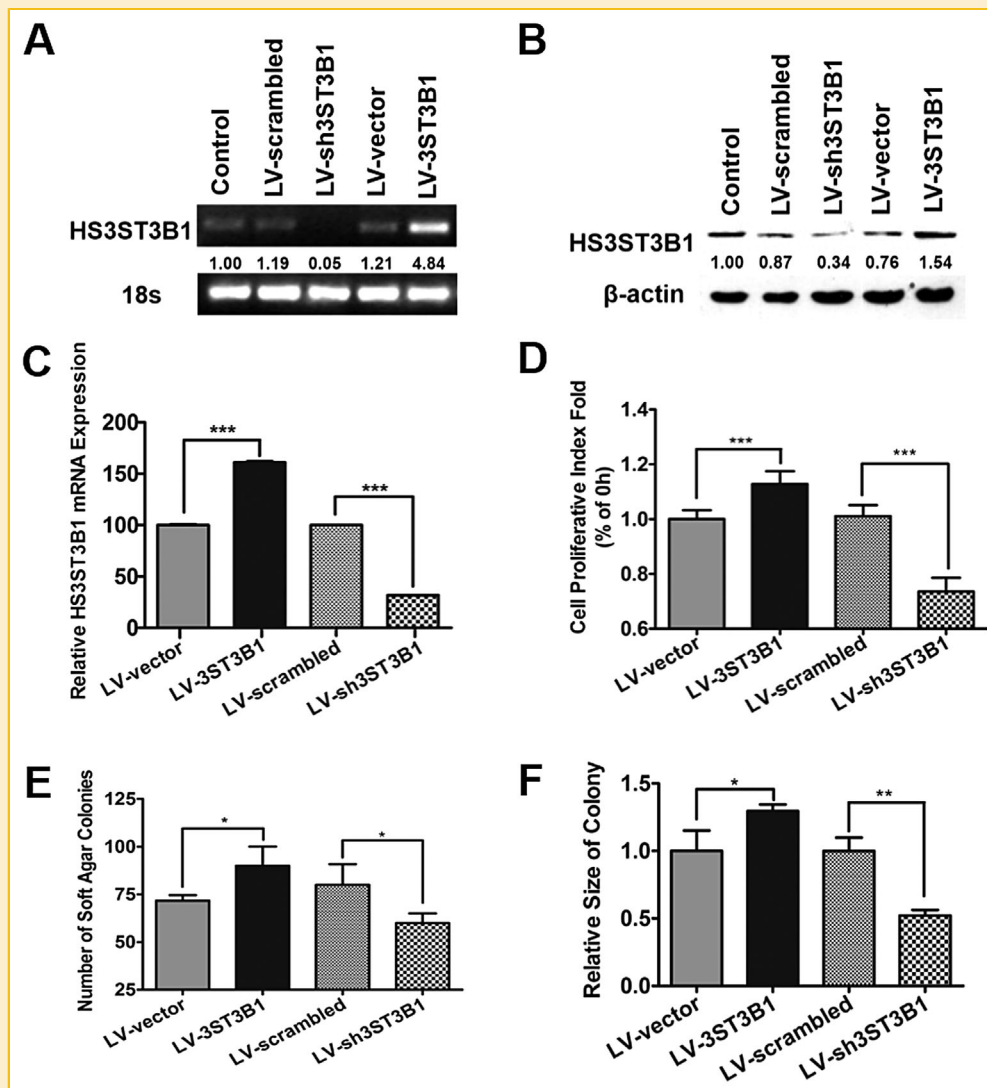 A
Control
LV-scrambled
LV-sh3ST3B1
LV-vector
LV-3ST3B1
HS3ST3B1
1.00 1.19 0.05 1.21 4.84
18s
B
Control
LV-scrambled
LV-sh3ST3B1
LV-vector
LV-3ST3B1
HS3ST3B1
1.00 0.87 0.34 0.76 1.54
β-actin
C
Relative HS3ST3B1 mRNA Expression
200
150
100
50
0
***
***
LV-vector
LV-3ST3B1
LV-scrambled
LV-sh3ST3B1
D
Cell Proliferative Index Fold
(% of 0h)
1.4
1.2
1.0
0.8
0.6
***
***
LV-vector
LV-3ST3B1
LV-scrambled
LV-sh3ST3B1
E
Number of Soft Agar Colonies
125
100
75
50
25
*
*
LV-vector
LV-3ST3B1
LV-scrambled
LV-sh3ST3B1
F
Relative Size of Colony
1.5
1.0
0.5
0.0
*
**
LV-vector
LV-3ST3B1
LV-scrambled
LV-sh3ST3B1